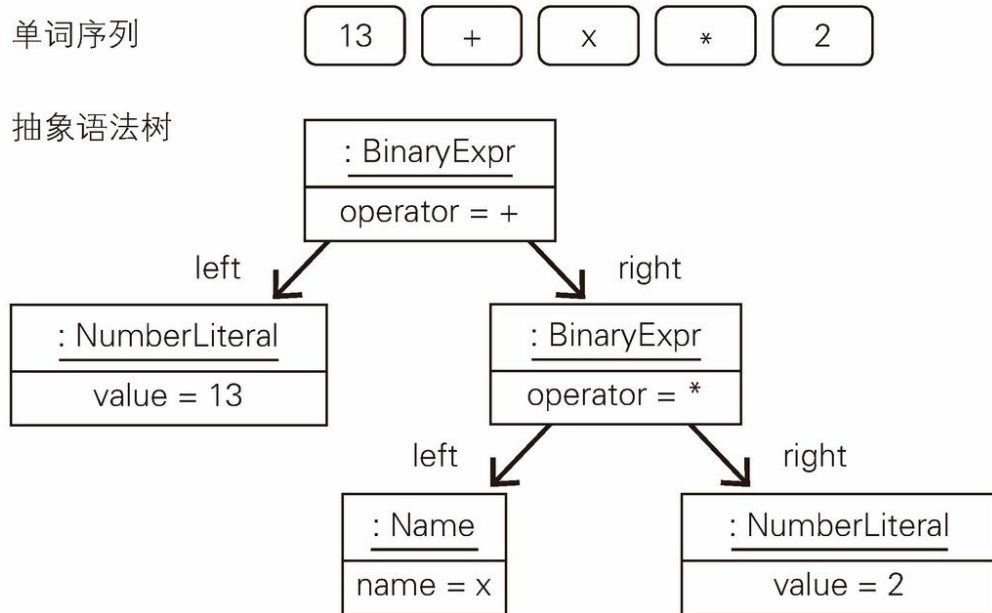 单词序列 13 + x * 2
抽象语法树
: BinaryExpr
operator = +
left right
: NumberLiteral : BinaryExpr
value = 13 operator = *
left right
: Name : NumberLiteral
name = x value = 2